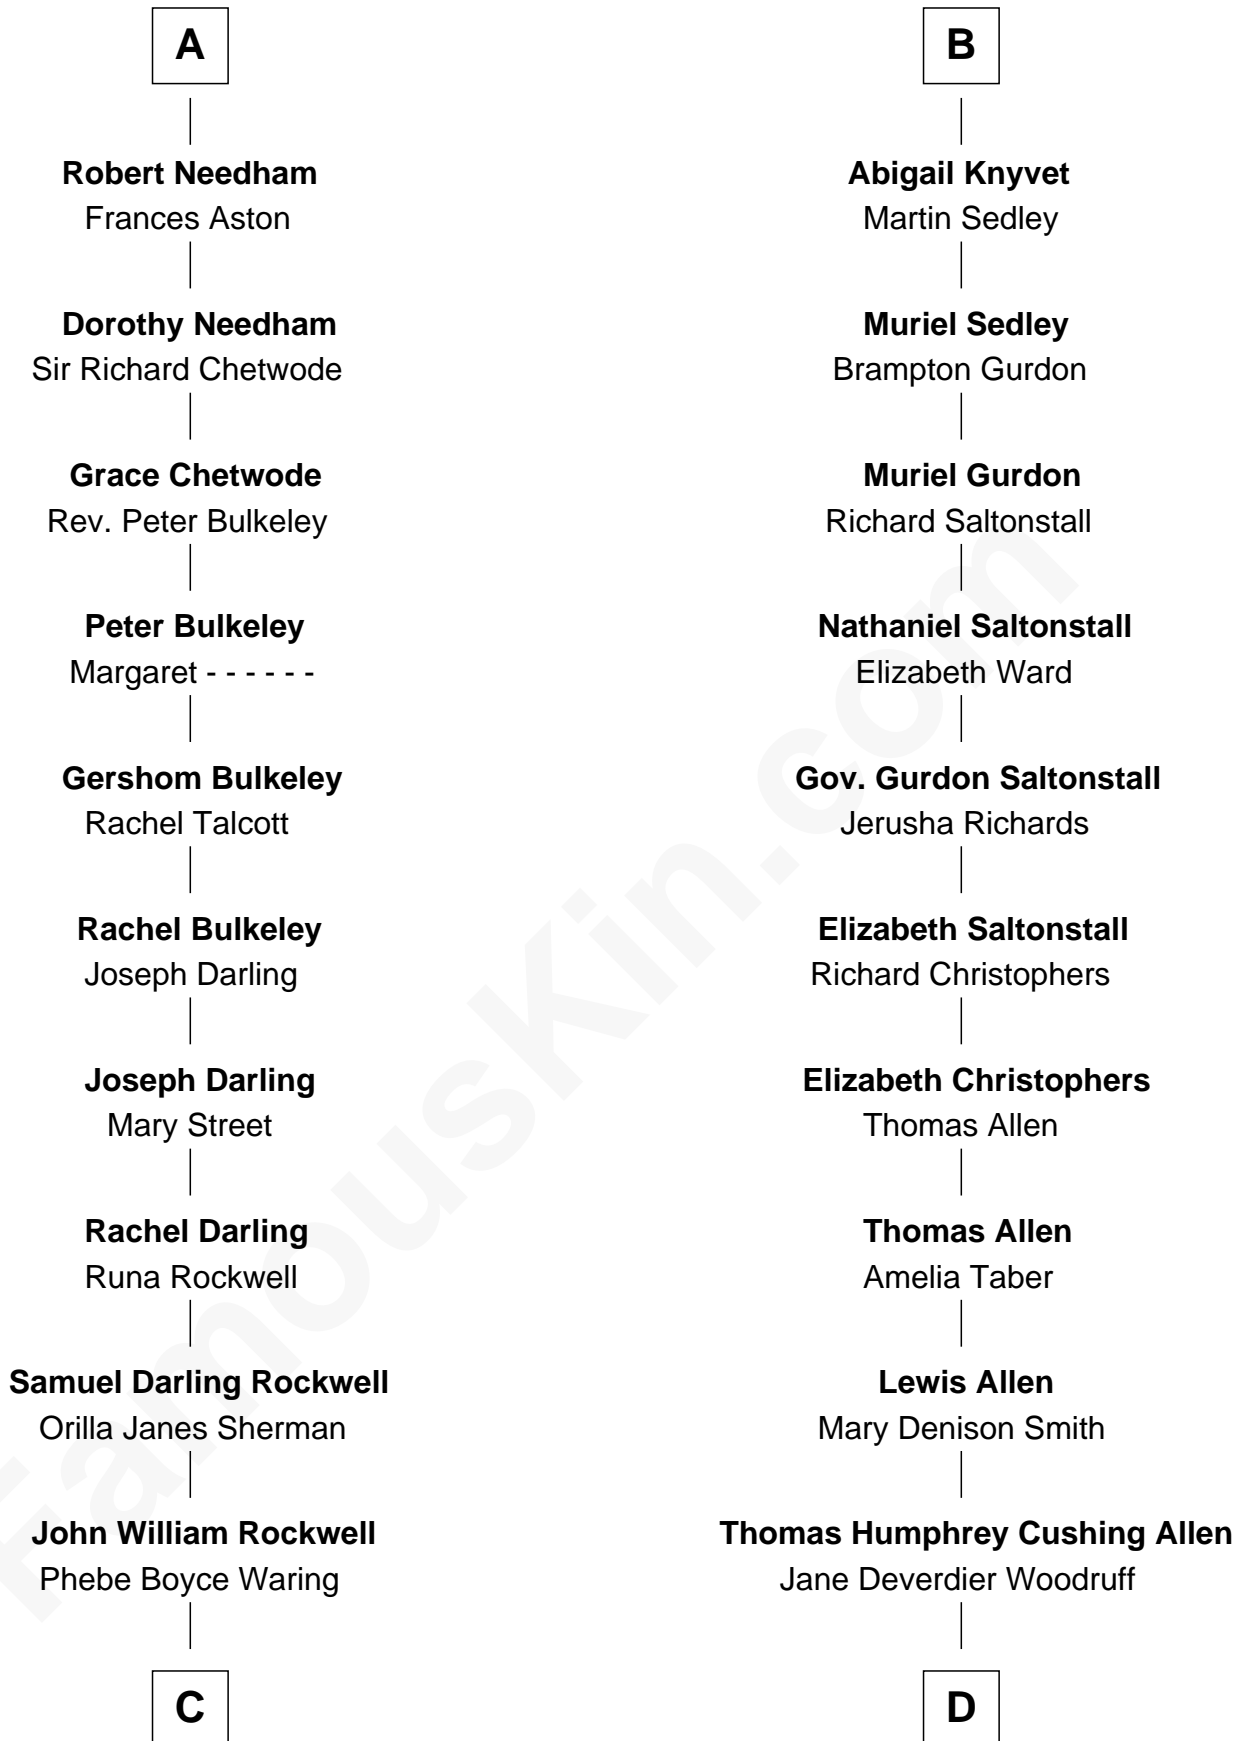 A
Robert Needham
Frances Aston
Dorothy Needham
Sir Richard Chetwode
Grace Chetwode
Rev. Peter Bulkeley
Peter Bulkeley
Margaret - - - - - -
Gershom Bulkeley
Rachel Talcott
Rachel Bulkeley
Joseph Darling
Joseph Darling
Mary Street
Rachel Darling
Runa Rockwell
Samuel Darling Rockwell
Orilla Janes Sherman
John William Rockwell
Phebe Boyce Waring
C
B
Abigail Knyvet
Martin Sedley
Muriel Sedley
Brampton Gurdon
Muriel Gurdon
Richard Saltonstall
Nathaniel Saltonstall
Elizabeth Ward
Gov. Gurdon Saltonstall
Jerusha Richards
Elizabeth Saltonstall
Richard Christophers
Elizabeth Christophers
Thomas Allen
Thomas Allen
Amelia Taber
Lewis Allen
Mary Denison Smith
Thomas Humphrey Cushing Allen
Jane Deverdier Woodruff
D
FamousKin.com